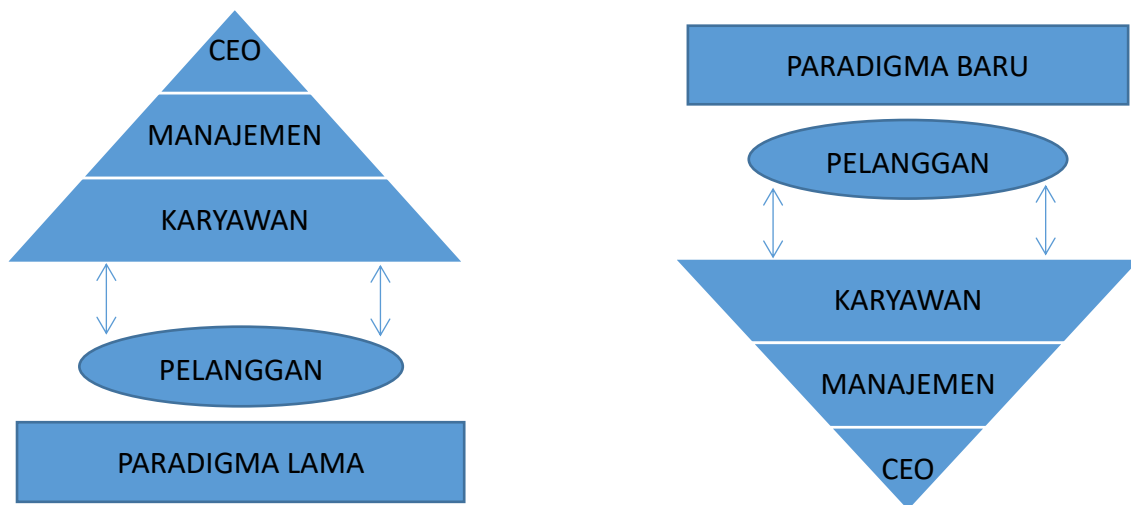 CEO
MANAJEMEN
KARYAWAN
PELANGGAN
PARADIGMA LAMA
PARADIGMA BARU
PELANGGAN
KARYAWAN
MANAJEMEN
CEO